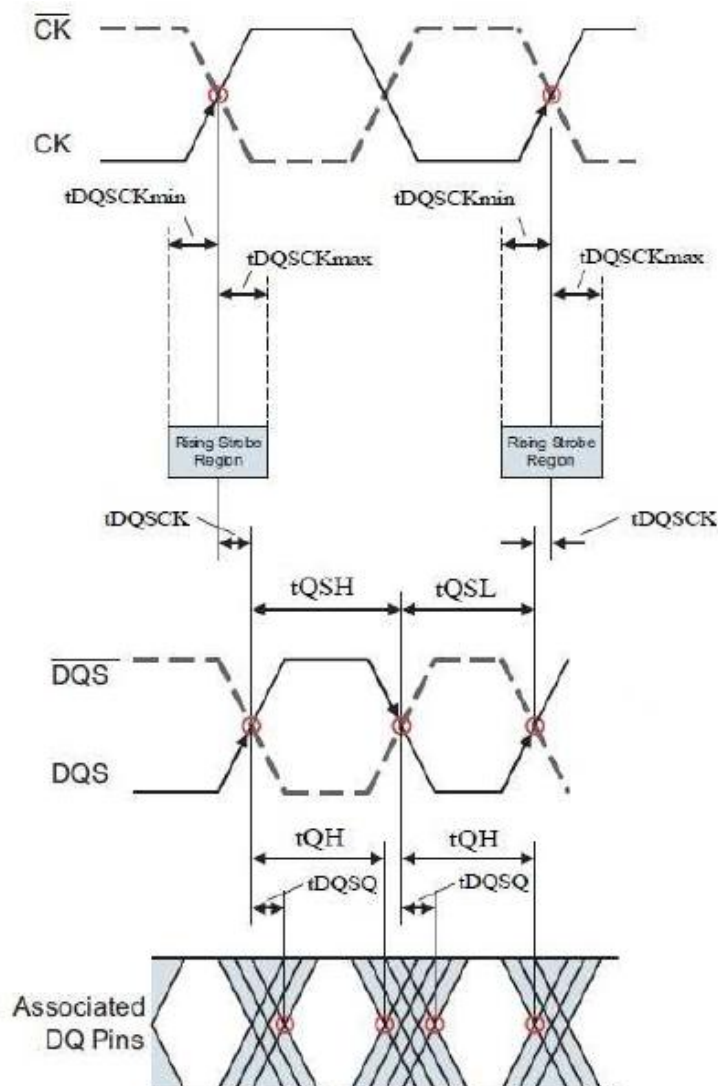 CK
CK
tDQSCKmin
tDQSCKmin
tDQSCKmax
tDQSCKmax
Rising Strobe
Region
Rising Strobe
Region
tDQSCK
tDQSCK
tQSH
tQSL
DQS
DQS
tQH
tQH
tDQSQ
tDQSQ
Associated
DQ Pins